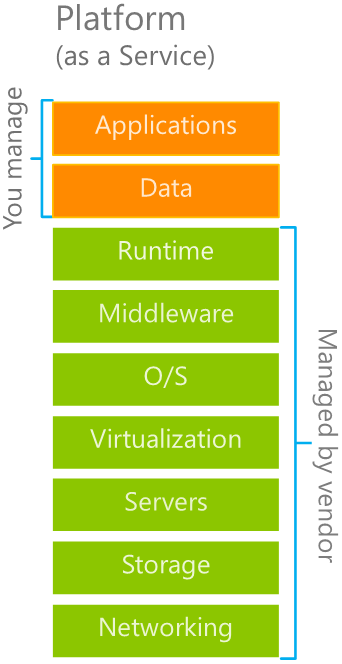 Platform
(as a Service)
You manage
Applications
Data
Runtime
Middleware
O/S
Virtualization
Servers
Storage
Networking
Managed by vendor